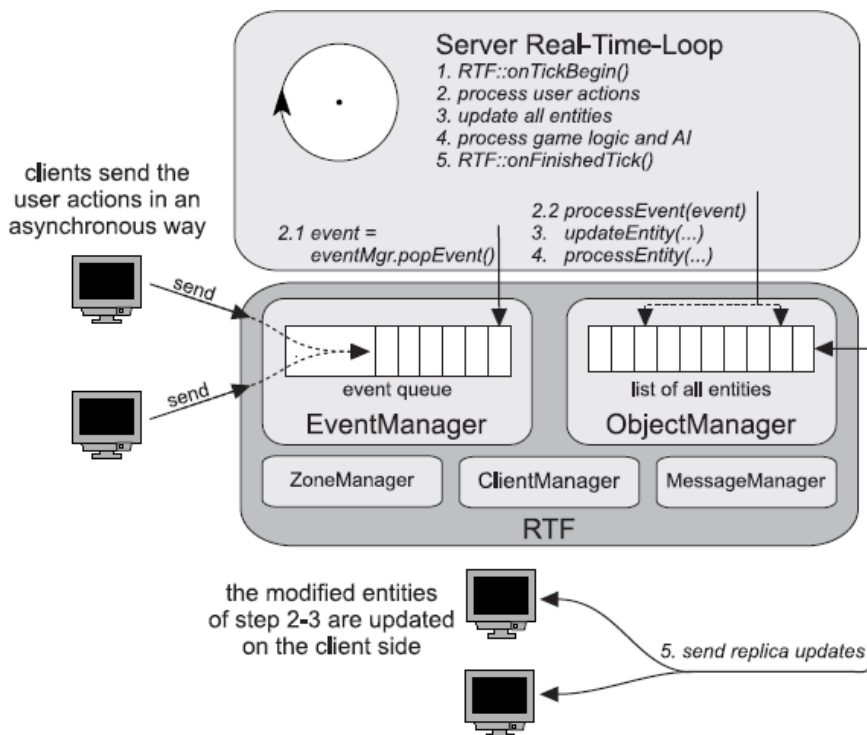 Server Real-Time-Loop
1. RTF::onTickBegin()
2. process user actions
3. update all entities
4. process game logic and AI
5. RTF::onFinishedTick()
clients send the
user actions in an
asynchronous way
2.1 event =
eventMgr.popEvent()
2.2 processEvent(event)
3. updateEntity(...)
4. processEntity(...)
send
send
event queue
EventManager
list of all entities
ObjectManager
ZoneManager
ClientManager
MessageManager
RTF
the modified entities
of step 2-3 are updated
on the client side
5. send replica updates